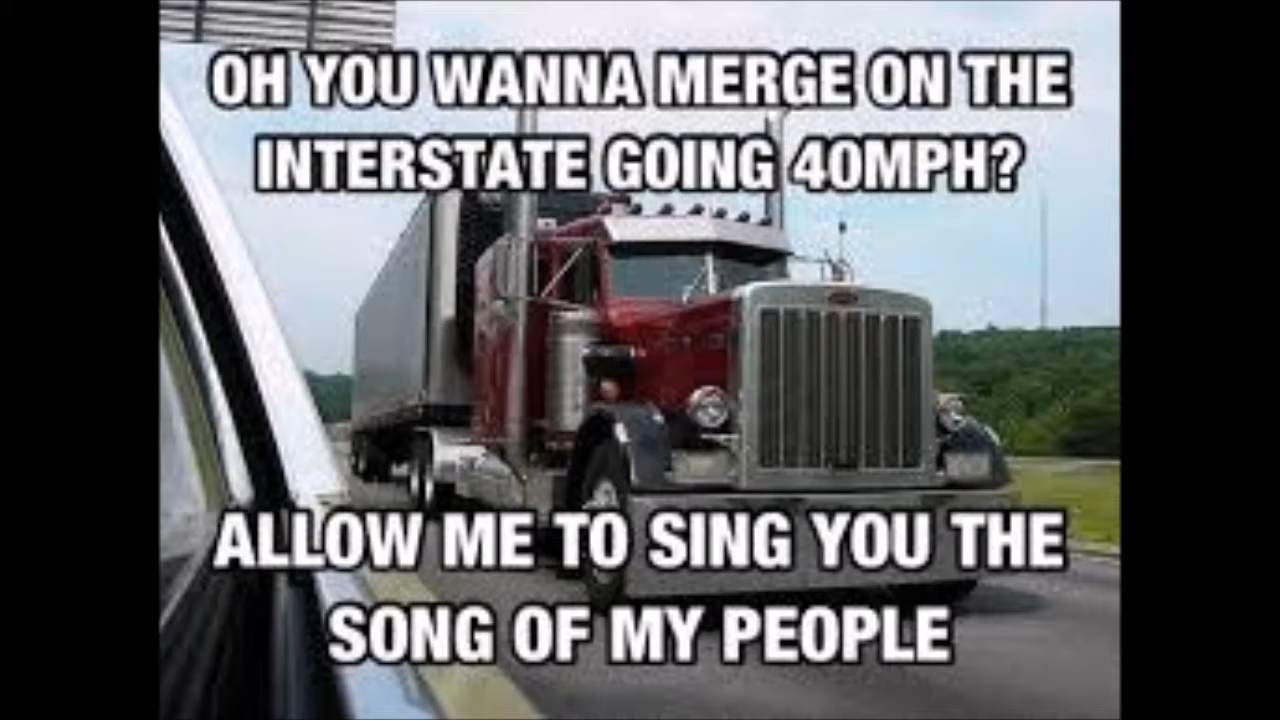 OH YOU WANNA MERGE ON THE
INTERSTATE GOING 40MPH?
ALLOW ME TO SING YOU THE
SONG OF MY PEOPLE